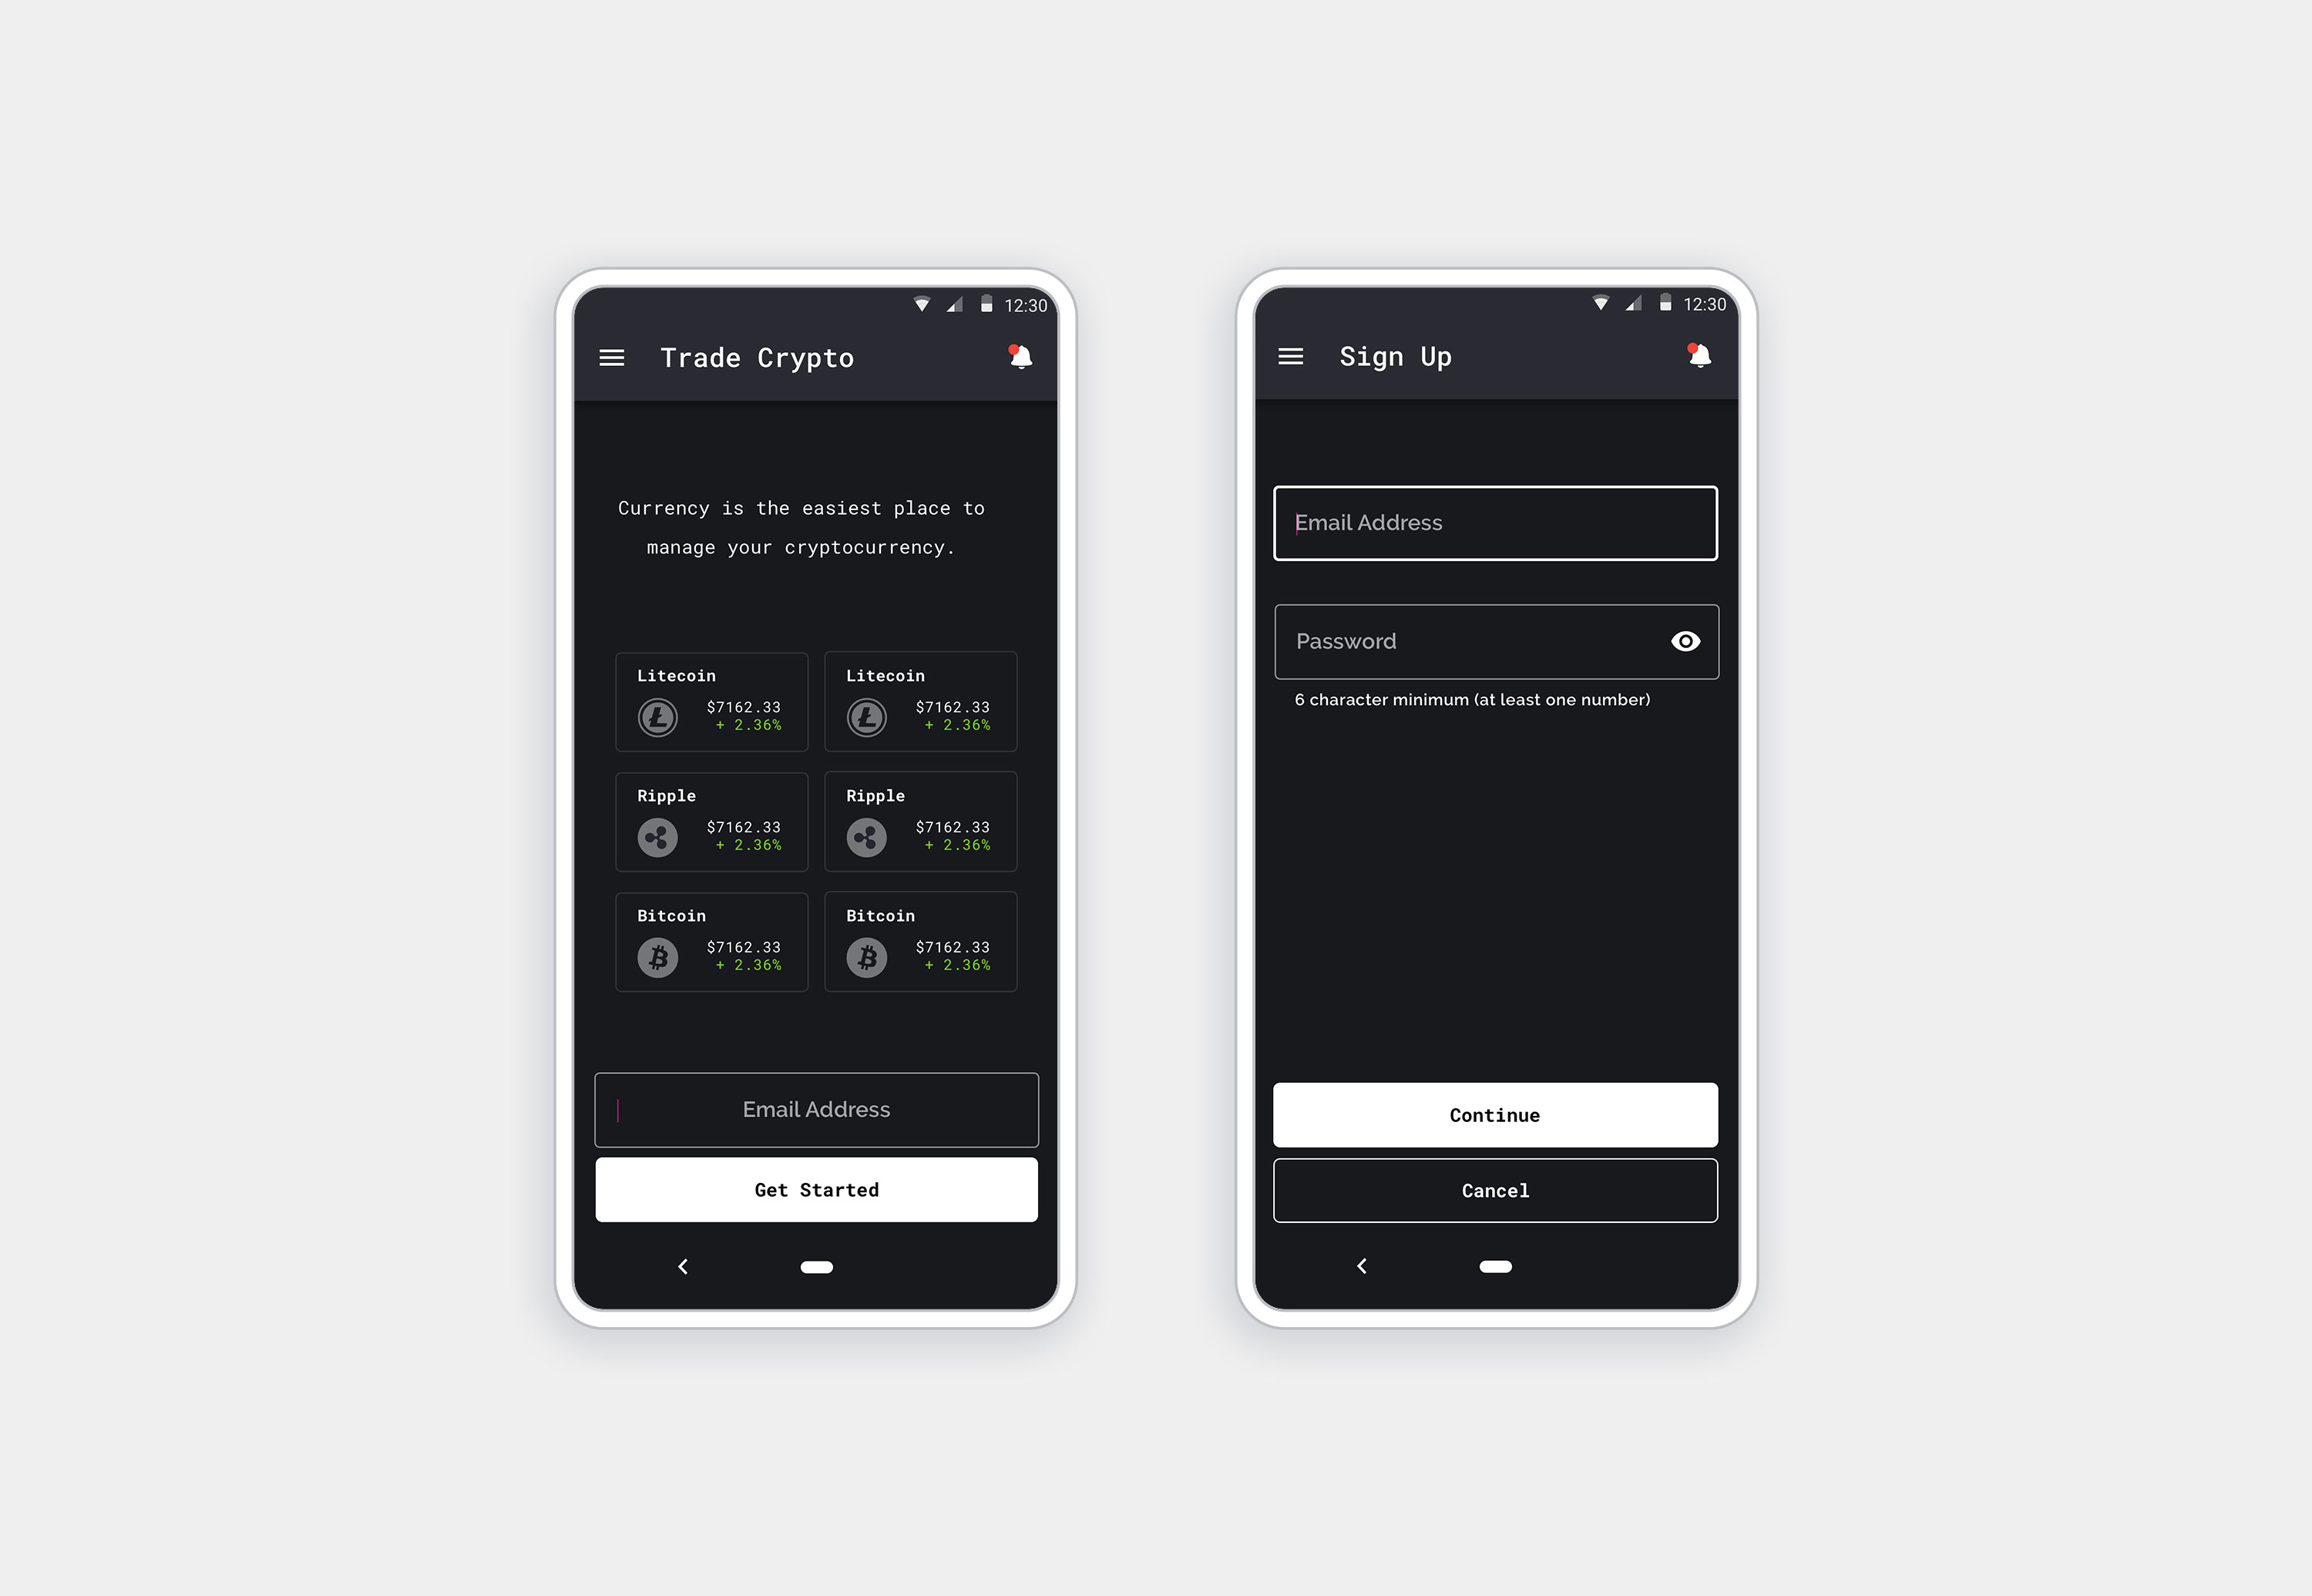 12:30
Trade Crypto
Currency is the easiest place to
manage your cryptocurrency.
Litecoin
$7162.33
+ 2.36%
Litecoin
$7162.33
+ 2.36%
Ripple
$7162.33
+ 2.36%
Ripple
$7162.33
+ 2.36%
Bitcoin
$7162.33
+ 2.36%
Bitcoin
$7162.33
+ 2.36%
Email Address
Get Started
12:30
Sign Up
Email Address
Password
6 character minimum (at least one number)
Continue
Cancel